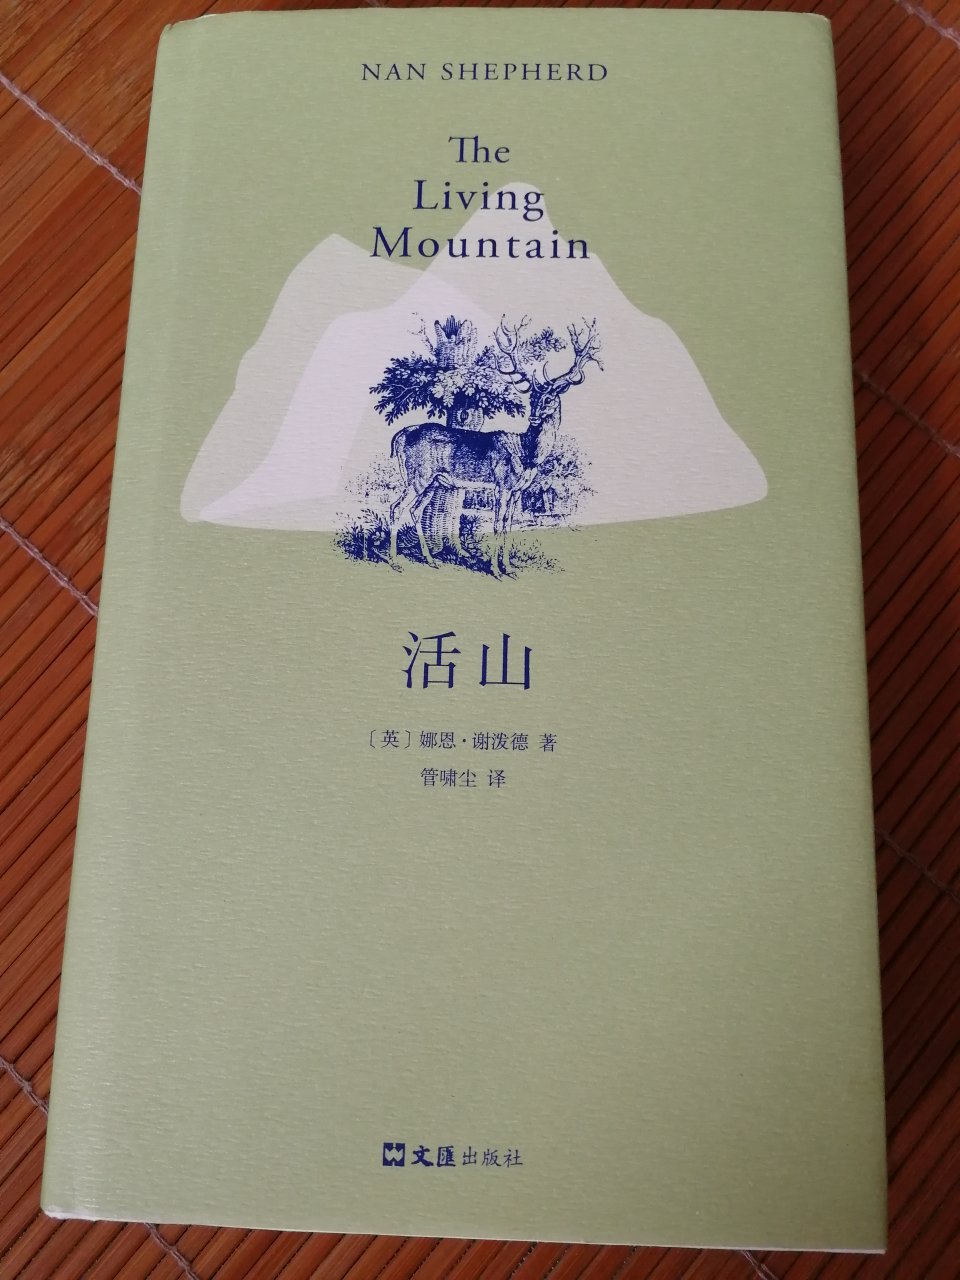 NAN SHEPHERD
The
Living
Mountain
活山
〔英〕娜恩·谢泼德 著
管啸尘 译
文匯出版社